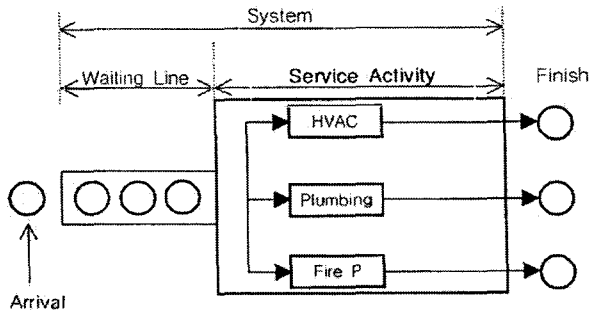 System
Waiting Line
Service Activity
Finish
HVAC
Plumbing
Fire P
Arrival